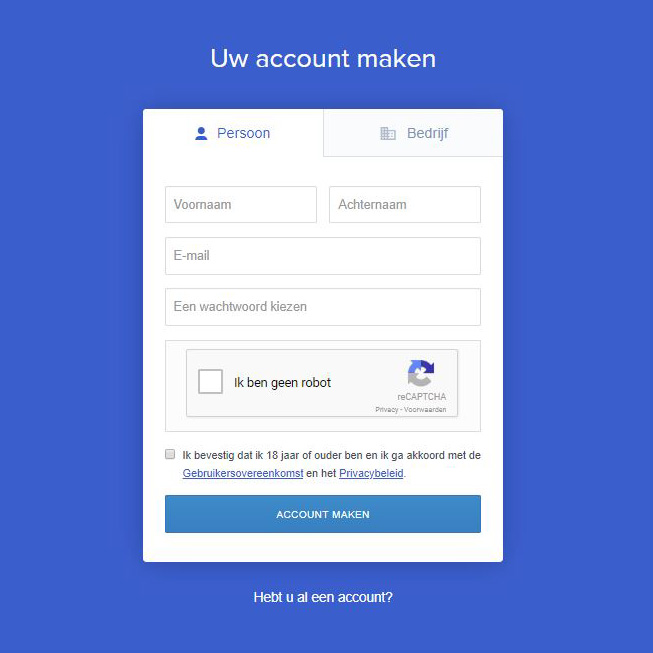 Uw account maken
Persoon
Bedrijf
Voornaam
Achternaam
E-mail
Een wachtwoord kiezen
Ik ben geen robot
reCAPTCHA
Privacy - Voorwaarden
Ik bevestig dat ik 18 jaar of ouder ben en ik ga akkoord met de
Gebruikersovereenkomst en het Privacybeleid.
ACCOUNT MAKEN
Hebt u al een account?